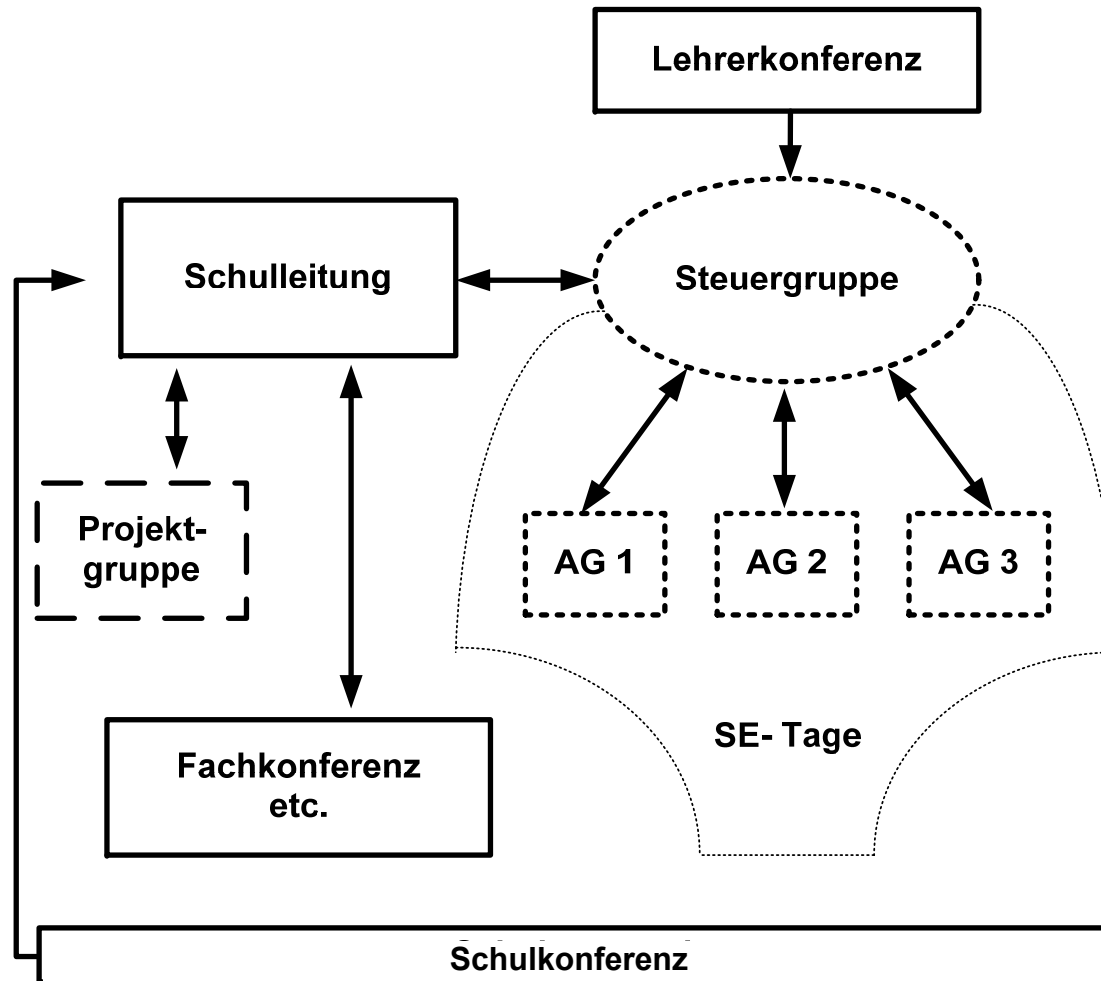 Lehrerkonferenz
Schulleitung
Steuergruppe
Projekt-
gruppe
AG 1
AG 2
AG 3
SE- Tage
Fachkonferenz
etc.
Schulkonferenz